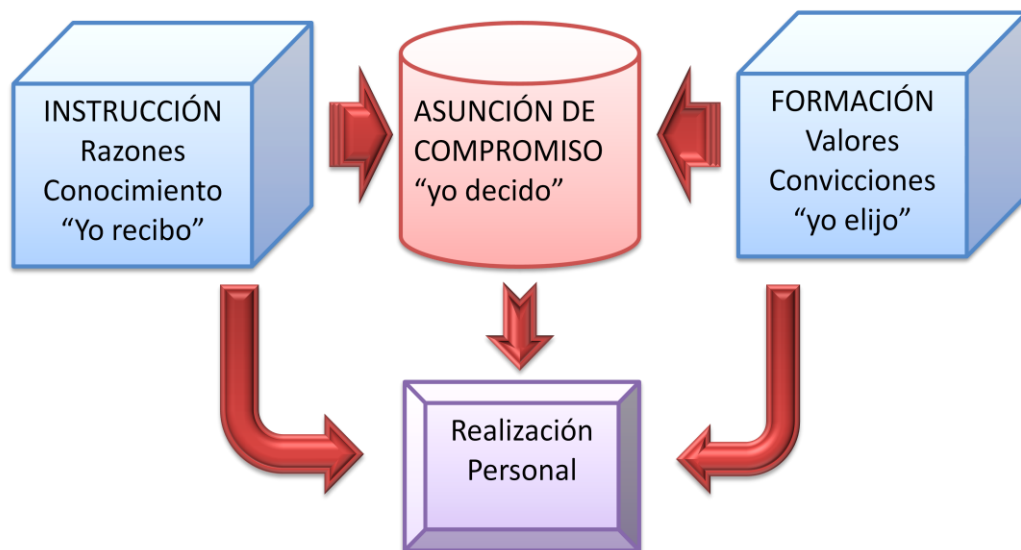 INSTRUCCIÓN
Razones
Conocimiento
“Yo recibo”
ASUNCIÓN DE
COMPROMISO
“yo decido”
FORMACIÓN
Valores
Convicciones
“yo elijo”
Realización
Personal